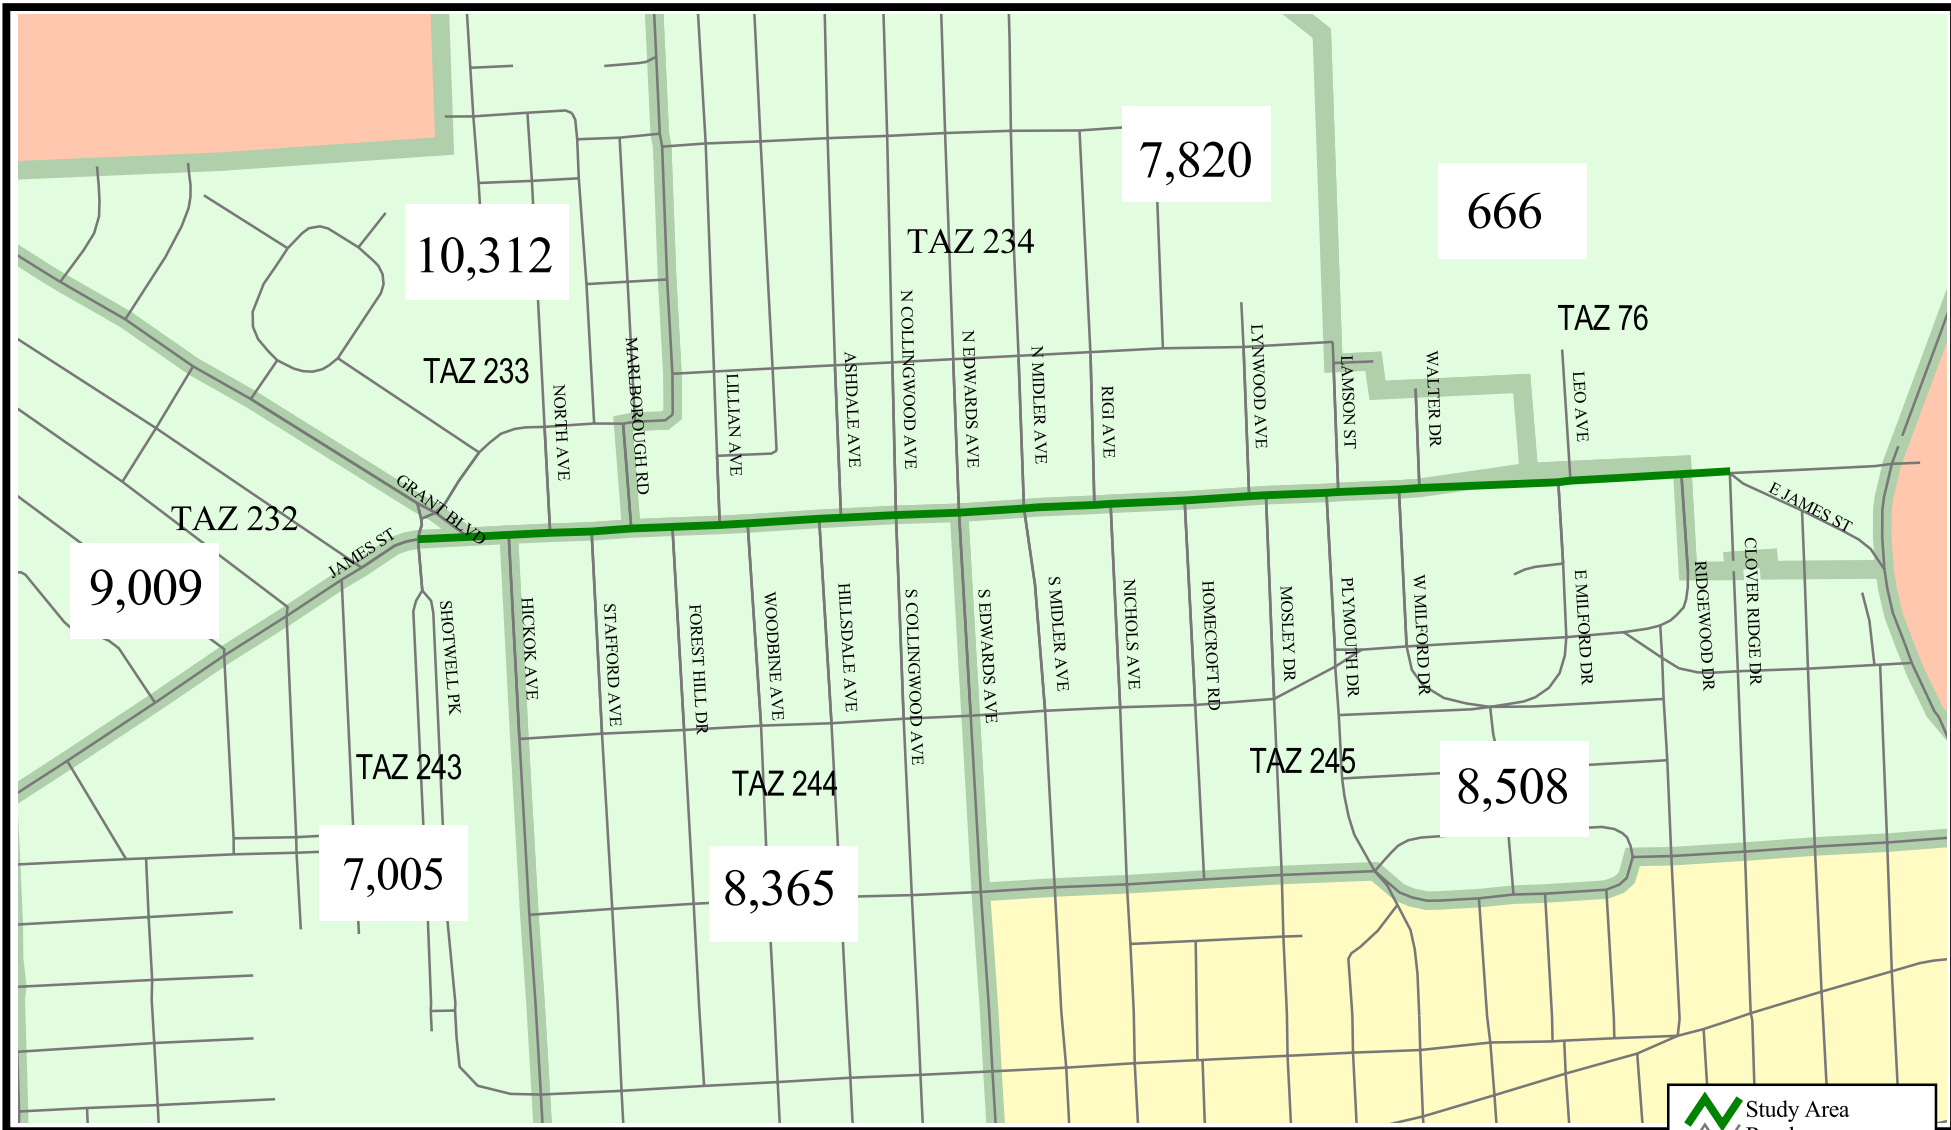 7,820
666
10,312
TAZ 234
TAZ 76
TAZ 233
N COLLINGWOOD AVE
N EDWARDS AVE
N MIDLER AVE
LYNWOOD AVE
MARLBOROUGH RD
ASHDALE AVE
LAMSON ST
WALTER DR
LILLIAN AVE
NORTH AVE
RIGI AVE
LEO AVE
GRANT BLVD
E JAMES ST
TAZ 232
JAMES ST
9,009
SHOTWELL PK
HICKOK AVE
STAFFORD AVE
FOREST HILL DR
WOODBINE AVE
HILLSDALE AVE
S COLLINGWOOD AVE
S EDWARDS AVE
S MIDLER AVE
NICHOLS AVE
HOMECROFT RD
MOSLEY DR
PLYMOUTH DR
W MILFORD DR
E MILFORD DR
RIDGEWOOD DR
CLOVER RIDGE DR
TAZ 243
TAZ 244
TAZ 245
8,508
7,005
8,365
Study Area